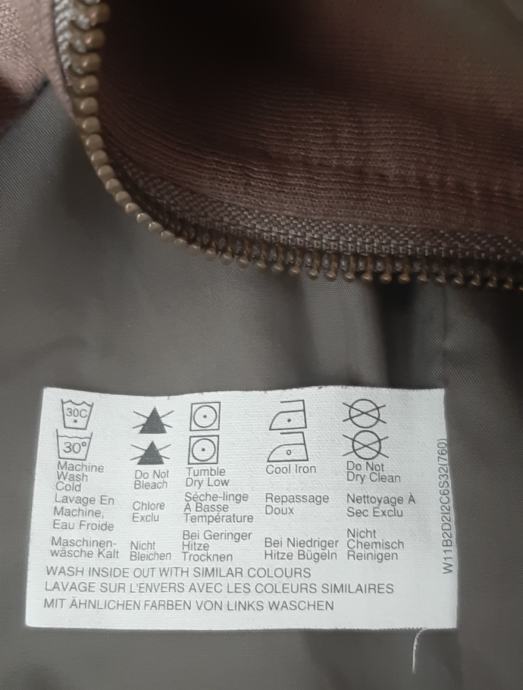 30C
30°
Machine Wash Cold
Do Not Bleach
Tumble Dry Low
Cool Iron
Do Not Dry Clean
Lavage En Machine, Eau Froide
Chlore Exclu
Séche-linge A Basse Température
Repassage Doux
Nettoyage À Sec Exclu
Maschinen-wäsche Kalt
Nicht Bleichen
Bei Geringer Hitze Trocknen
Bei Niedriger Hitze Bügeln
Nicht Chemisch Reinigen
WASH INSIDE OUT WITH SIMILAR COLOURS
LAVAGE SUR L'ENVERS AVEC LES COLEURS SIMILAIRES
MIT ÄHNLICHEN FARBEN VON LINKS WASCHEN
W11B2D2I2C6S32(760)